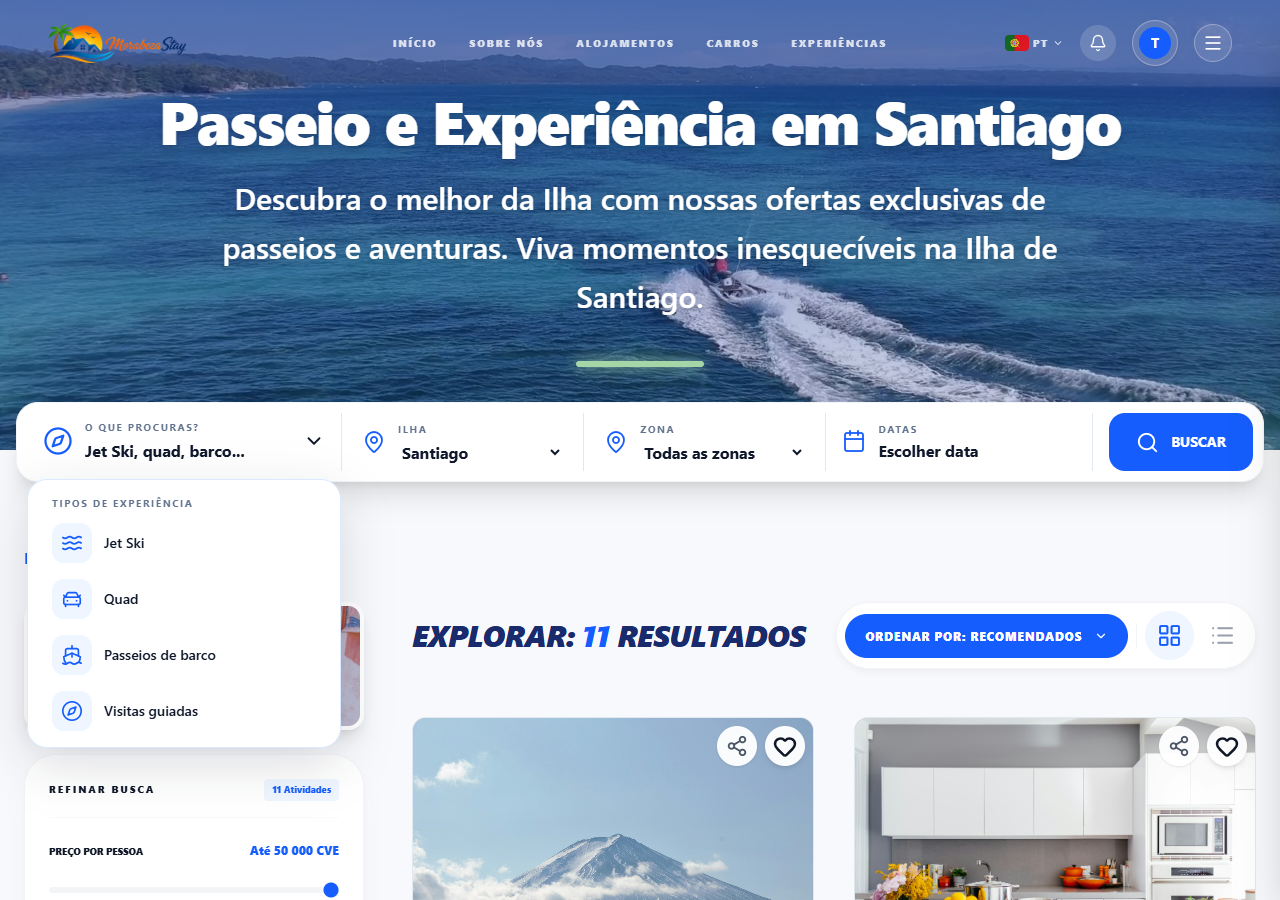 MorabezaStay
INÍCIO
SOBRE NÓS
ALOJAMENTOS
CARROS
EXPERIÊNCIAS
PT
T
Passeio e Experiência em Santiago
Descubra o melhor da Ilha com nossas ofertas exclusivas de
passeios e aventuras. Viva momentos inesquecíveis na Ilha de
Santiago.
O QUE PROCURAS?
Jet Ski, quad, barco...
ILHA
Santiago
ZONA
Todas as zonas
DATAS
Escolher data
BUSCAR
TIPOS DE EXPERIÊNCIA
Jet Ski
Quad
Passeios de barco
Visitas guiadas
EXPLORAR: 11 RESULTADOS
ORDENAR POR: RECOMENDADOS
REFINAR BUSCA
11 Atividades
PREÇO POR PESSOA
Até 50 000 CVE